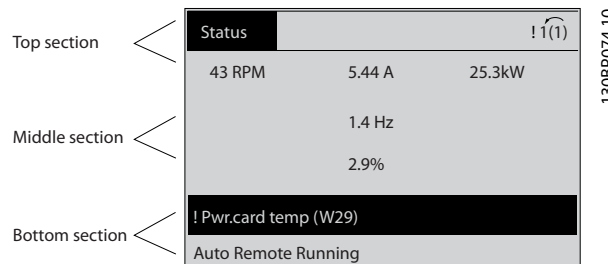 Top section
Status
! 1(1)
43 RPM 5.44 A 25.3kW
Middle section
1.4 Hz
2.9%
Bottom section
! Pwr.card temp (W29)
Auto Remote Running
130BP074.10